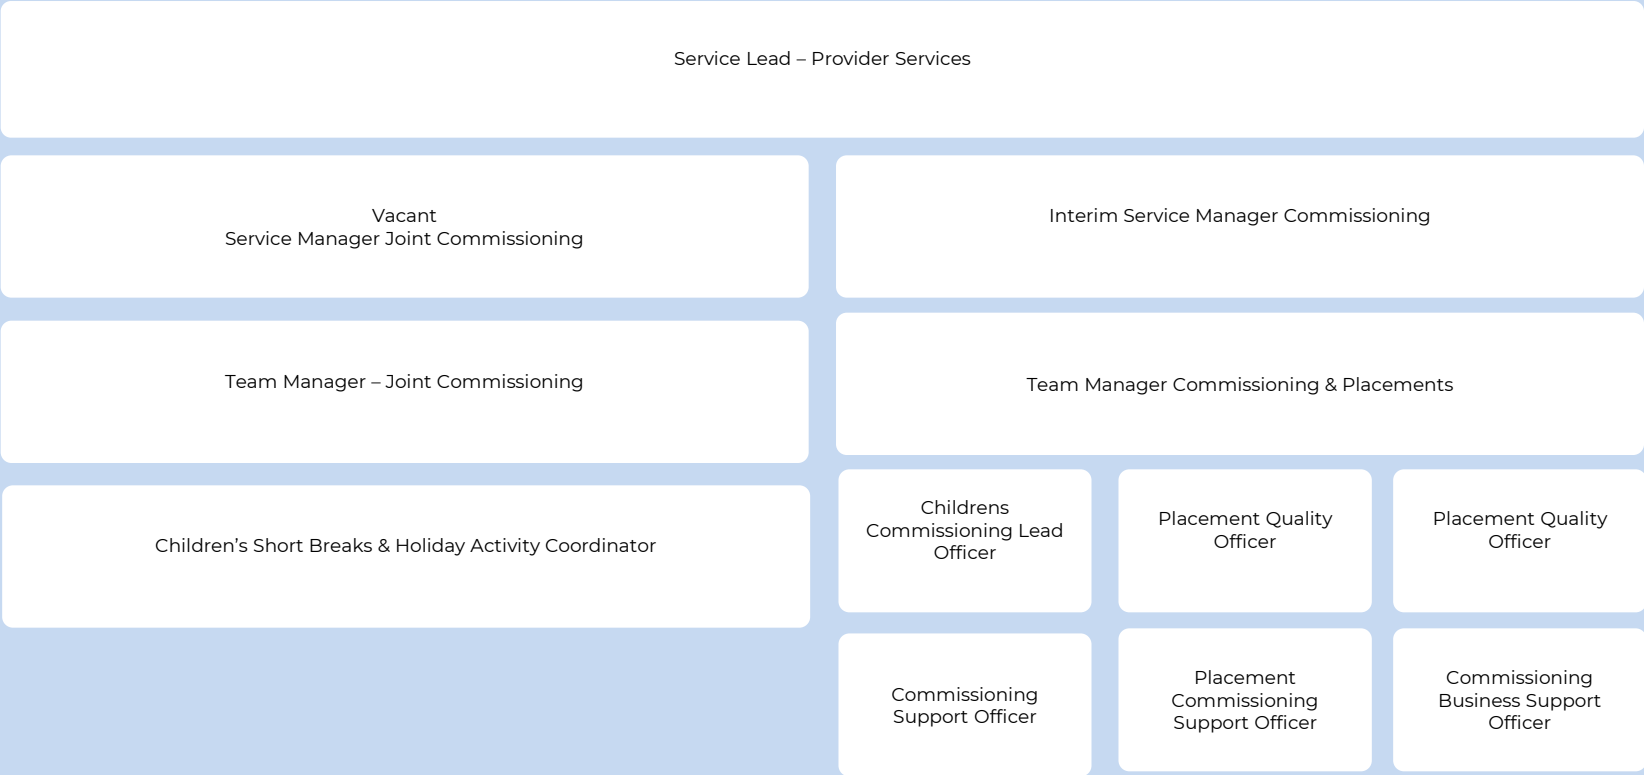 Service Lead – Provider Services
Vacant
Service Manager Joint Commissioning
Interim Service Manager Commissioning
Team Manager – Joint Commissioning
Team Manager Commissioning & Placements
Children’s Short Breaks & Holiday Activity Coordinator
Childrens
Commissioning Lead
Officer
Placement Quality
Officer
Placement Quality
Officer
Commissioning
Support Officer
Placement
Commissioning
Support Officer
Commissioning
Business Support
Officer